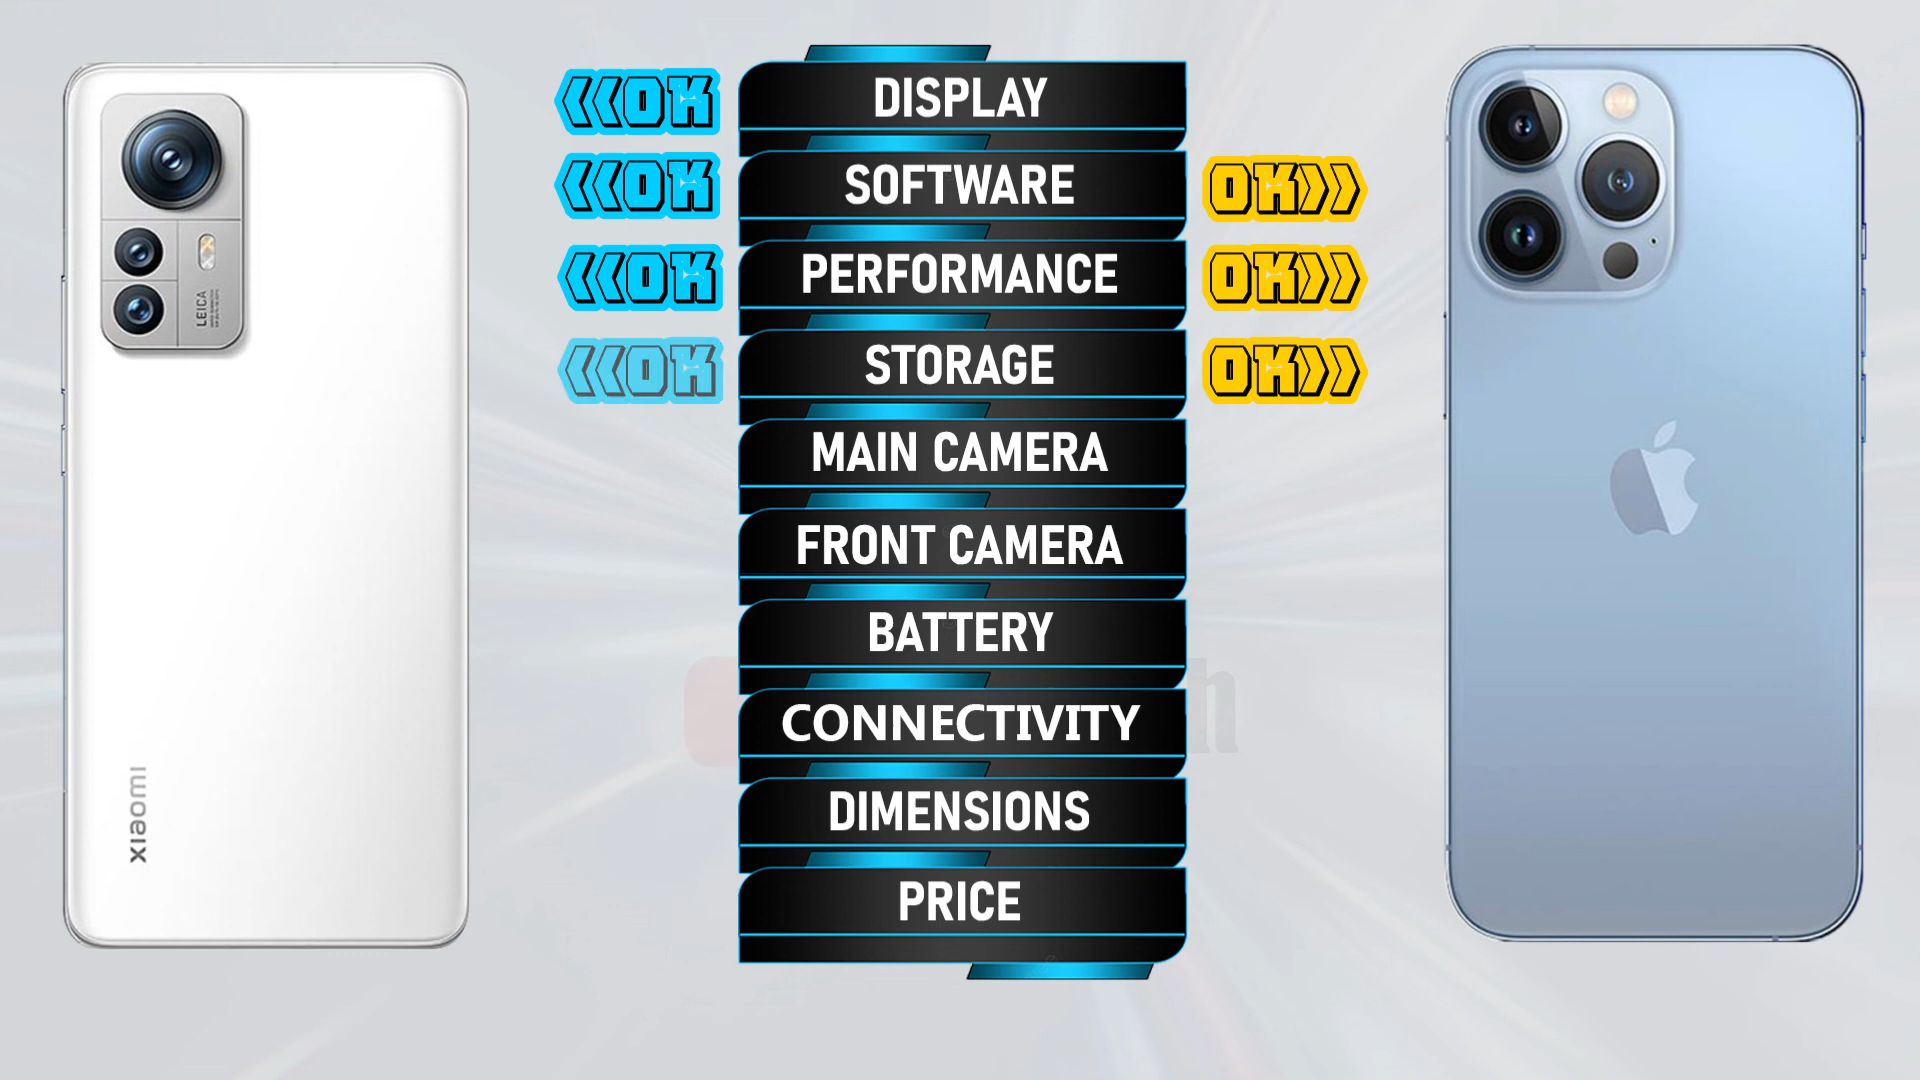 <<OK DISPLAY
<<OK SOFTWARE OK>>
<<OK PERFORMANCE OK>>
<<OK STORAGE OK>>
MAIN CAMERA
FRONT CAMERA
BATTERY
CONNECTIVITY
DIMENSIONS
PRICE
LEICA
xiaomi